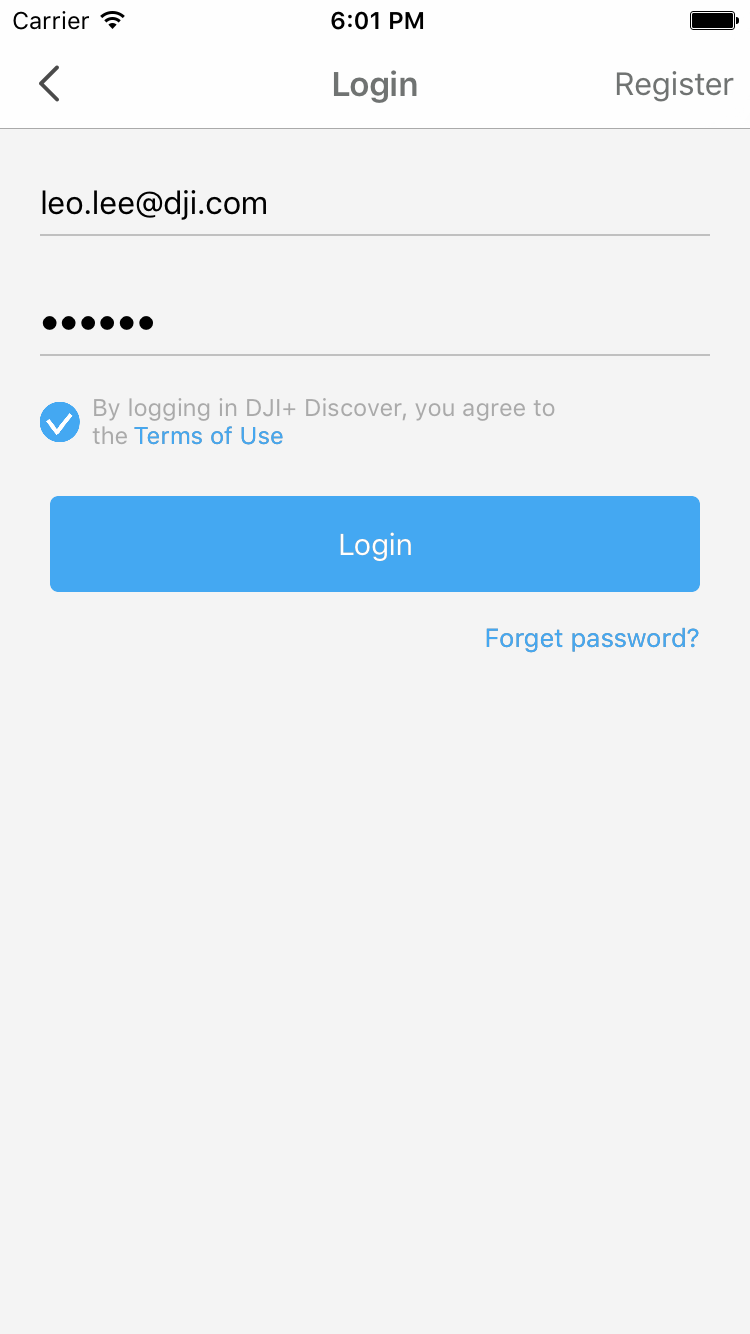 Carrier 6:01 PM
Login Register
leo.lee@dji.com
••••••
By logging in DJI+ Discover, you agree to
the Terms of Use
Login
Forget password?